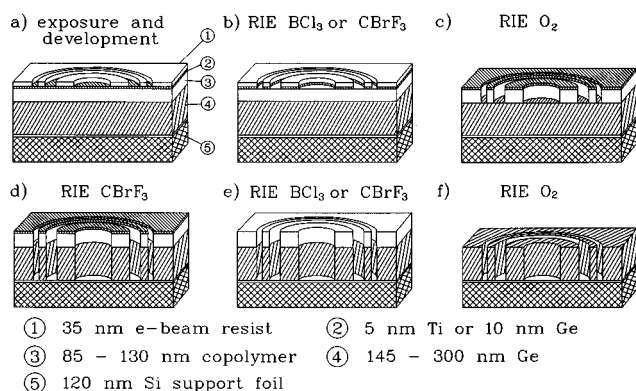 a) exposure and development
b) RIE BCl₃ or CBrF₃
c) RIE O₂
① ② ③ ④ ⑤
d) RIE CBrF₃
e) RIE BCl₃ or CBrF₃
f) RIE O₂
① 35 nm e-beam resist
② 5 nm Ti or 10 nm Ge
③ 85 - 130 nm copolymer
④ 145 - 300 nm Ge
⑤ 120 nm Si support foil